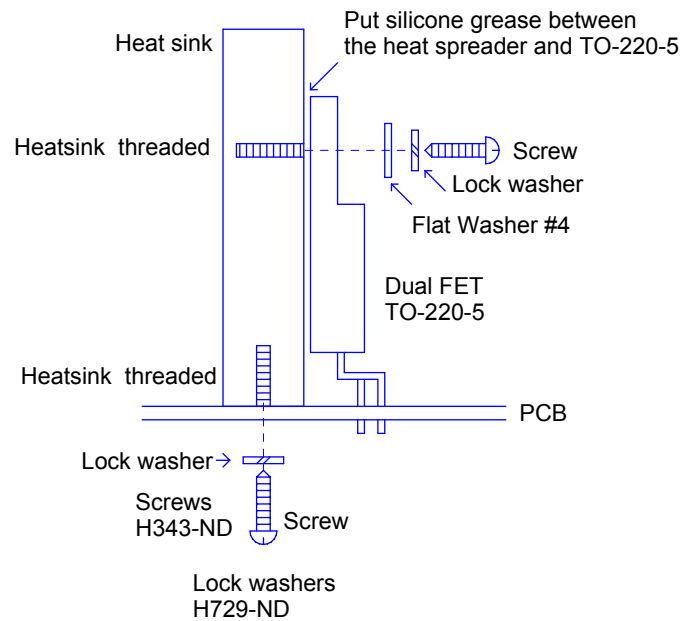 Put silicone grease between
the heat spreader and TO-220-5
Heat sink
Heatsink threaded
Screw
Lock washer
Flat Washer #4
Dual FET
TO-220-5
Heatsink threaded
PCB
Lock washer
Screws
H343-ND
Screw
Lock washers
H729-ND